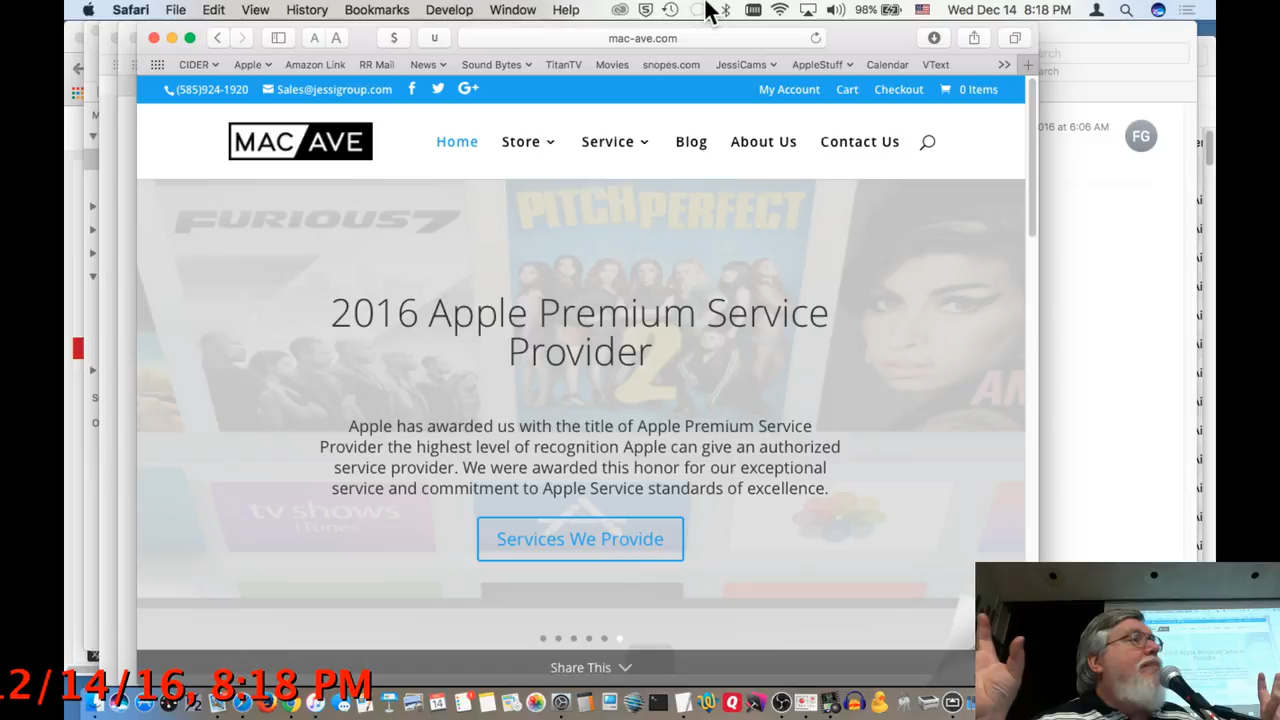 Safari File Edit View History Bookmarks Develop Window Help 98% Wed Dec 14 8:18 PM
A A $ u mac-ave.com
CIDER Apple Amazon Link RR Mail News Sound Bytes TitanTV Movies snopes.com JessiCams AppleStuff Calendar VText >> +
(585)924-1920 Sales@jessigroup.com f G+ My Account Cart Checkout 0 Items
016 at 6:06 AM FG
MAC AVE Home Store Service Blog About Us Contact Us
FURIOUS 7 PITCH PERFECT 2
2016 Apple Premium Service
Provider
Apple has awarded us with the title of Apple Premium Service
Provider the highest level of recognition Apple can give an authorized
service provider. We were awarded this honor for our exceptional
service and commitment to Apple Service standards of excellence.
tv shows
iTunes
Services We Provide
Share This
12/14/16, 8:18 PM